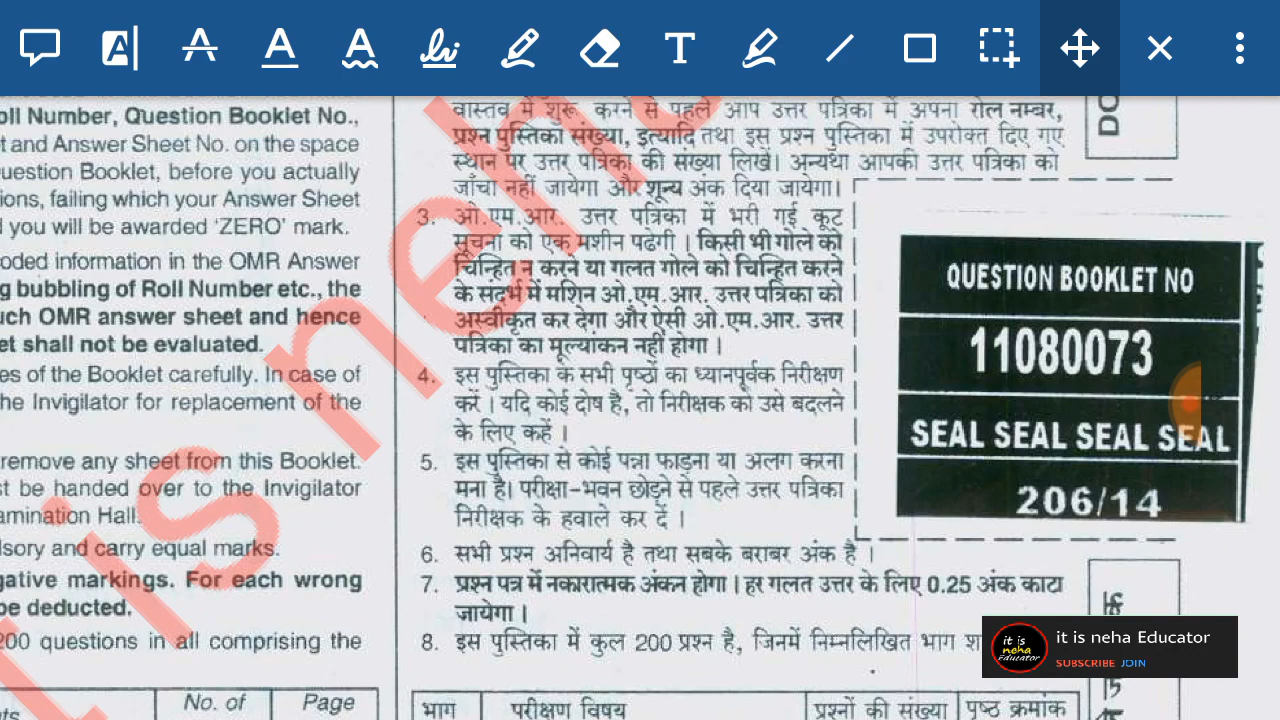 oll Number, Question Booklet No.,
t and Answer Sheet No. on the space
uestion Booklet, before you actually
ions, failing which your Answer Sheet
d you will be awarded 'ZERO' mark.
oded information in the OMR Answer
g bubbling of Roll Number etc., the
uch OMR answer sheet and hence
et shall not be evaluated.
es of the Booklet carefully. In case of
he Invigilator for replacement of the
remove any sheet from this Booklet.
st be handed over to the Invigilator
amination Hall.
lsory and carry equal marks.
gative markings. For each wrong
be deducted.
200 questions in all comprising the
No. of Page
nts
वास्तव में शुरू करने से पहले आप उत्तर पत्रिका में अपना रोल नम्बर,
प्रश्न पुस्तिका संख्या, इत्यादि तथा इस प्रश्न पुस्तिका में उपरोक्त दिए गए
स्थान पर उत्तर पत्रिका की संख्या लिखें। अन्यथा आपकी उत्तर पत्रिका को
जाँचा नहीं जायेगा और शून्य अंक दिया जायेगा।
3. ओ.एम.आर. उत्तर पत्रिका में भरी गई कूट
सूचना को एक मशीन पढेगी । किसी भी गोले को
चिन्हित न करने या गलत गोले को चिन्हित करने
के संदर्भ में मशिन ओ.एम.आर. उत्तर पत्रिका को
अस्वीकृत कर देगा और ऐसी ओ.एम.आर. उत्तर
पत्रिका का मूल्यांकन नहीं होगा ।
4. इस पुस्तिका के सभी पृष्ठों का ध्यानपूर्वक निरीक्षण
करें । यदि कोई दोष है, तो निरीक्षक को उसे बदलने
के लिए कहें ।
5. इस पुस्तिका से कोई पन्ना फाड़ना या अलग करना
मना है। परीक्षा-भवन छोड़ने से पहले उत्तर पत्रिका
निरीक्षक के हवाले कर दें ।
6. सभी प्रश्न अनिवार्य है तथा सबके बराबर अंक है ।
7. प्रश्न पत्र में नकारात्मक अंकन होगा । हर गलत उत्तर के लिए 0.25 अंक काटा
जायेगा ।
8. इस पुस्तिका में कुल 200 प्रश्न है, जिनमें निम्नलिखित भाग श
भाग परीक्षण विषय प्रश्नों की संख्या पृष्ठ क्रमांक
DO
QUESTION BOOKLET NO
11080073
SEAL SEAL SEAL SEAL
206/14
t is neha
it is
neha
Educator
it is neha Educator
SUBSCRIBE JOIN